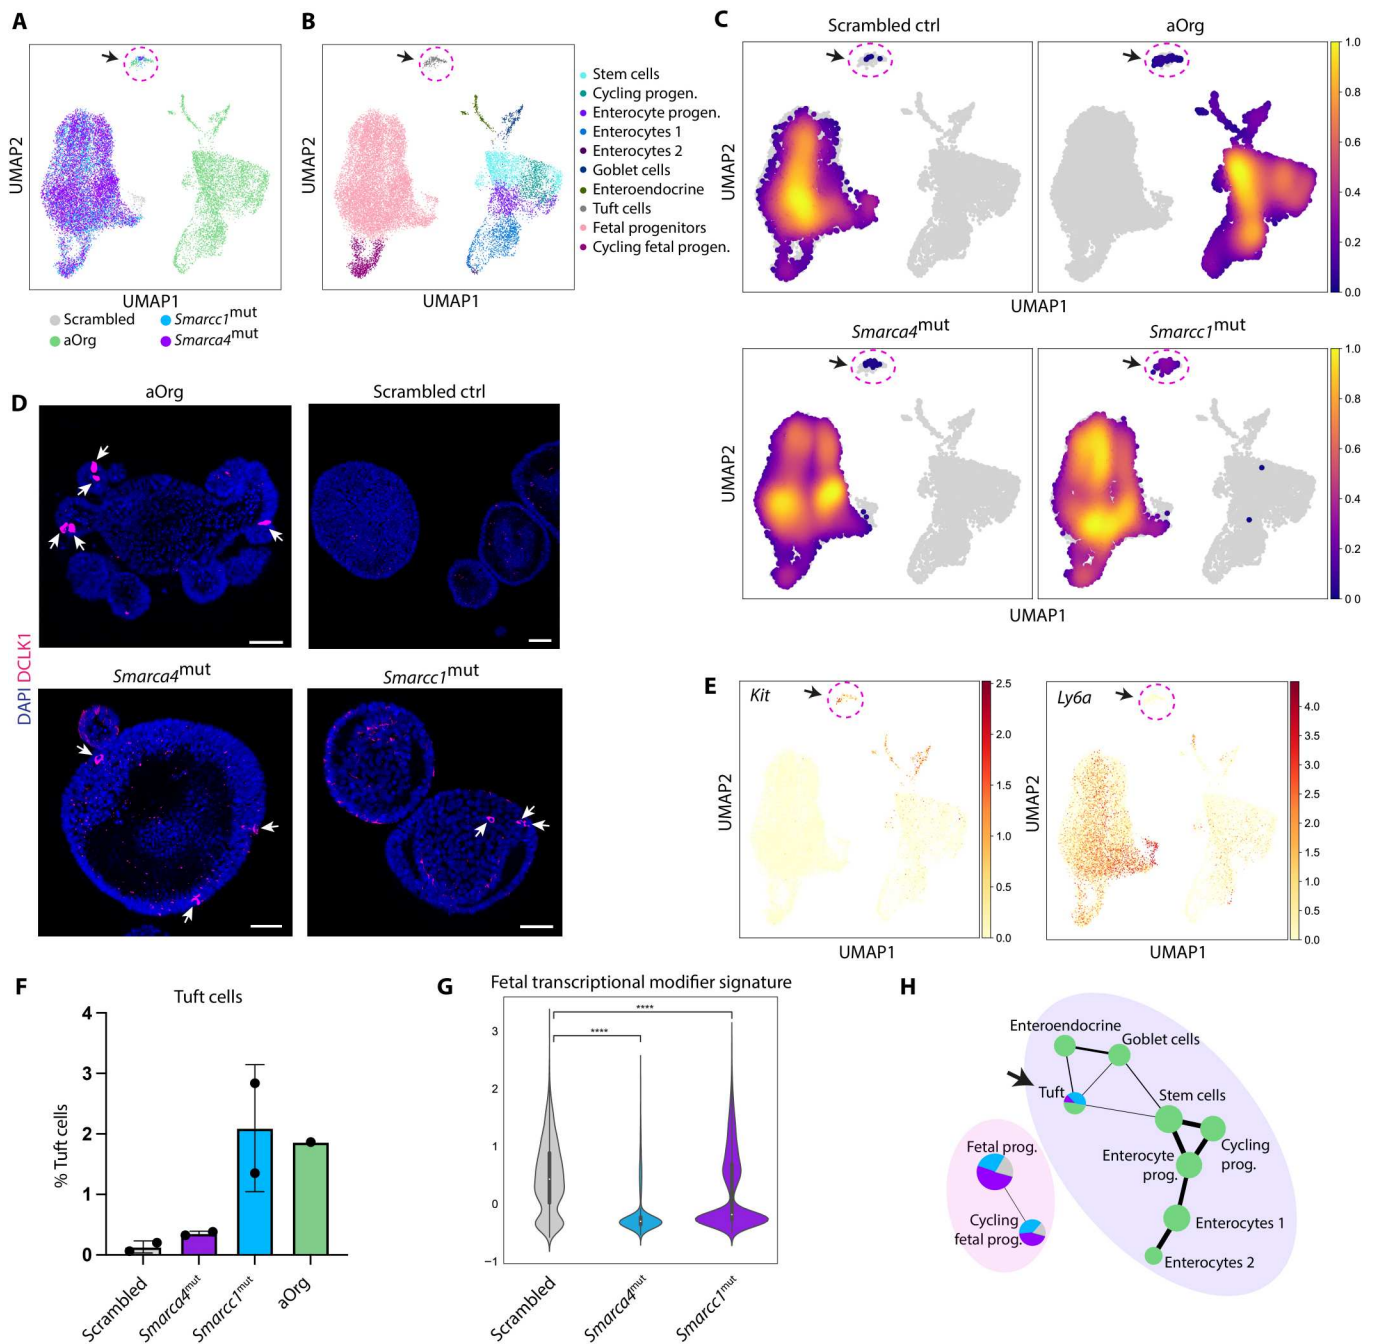 A
UMAP2
UMAP1
Scrambled
aOrg
Smarcc1mut
Smarca4mut
B
UMAP2
UMAP1
Stem cells
Cycling progen.
Enterocyte progen.
Enterocytes 1
Enterocytes 2
Goblet cells
Enteroendocrine
Tuft cells
Fetal progenitors
Cycling fetal progen.
C
Scrambled ctrl
aOrg
UMAP2
UMAP1
1.0
0.8
0.6
0.4
0.2
0.0
Smarca4mut
Smarcc1mut
UMAP2
UMAP1
1.0
0.8
0.6
0.4
0.2
0 0
D
aOrg
Scrambled ctrl
Smarca4mut
Smarcc1mut
DAPI DCLK1
E
Kit
UMAP2
UMAP1
2.5
2.0
1.5
1.0
0.5
0.0
Ly6a
UMAP2
UMAP1
4.0
3.5
3.0
2.5
2.0
1.5
1.0
0.5
0.0
F
Tuft cells
% Tuft cells
4
3
2
1
0
Scrambled
Smarca4mut
Smarcc1mut
aOrg
G
Fetal transcriptional modifier signature
****
****
3
2
1
0
−1
Scrambled
Smarca4mut
Smarcc1mut
H
Enteroendocrine
Goblet cells
Tuft
Stem cells
Cycling
prog.
Enterocyte
prog.
Fetal prog.
Cycling
fetal prog.
Enterocytes 1
Enterocytes 2